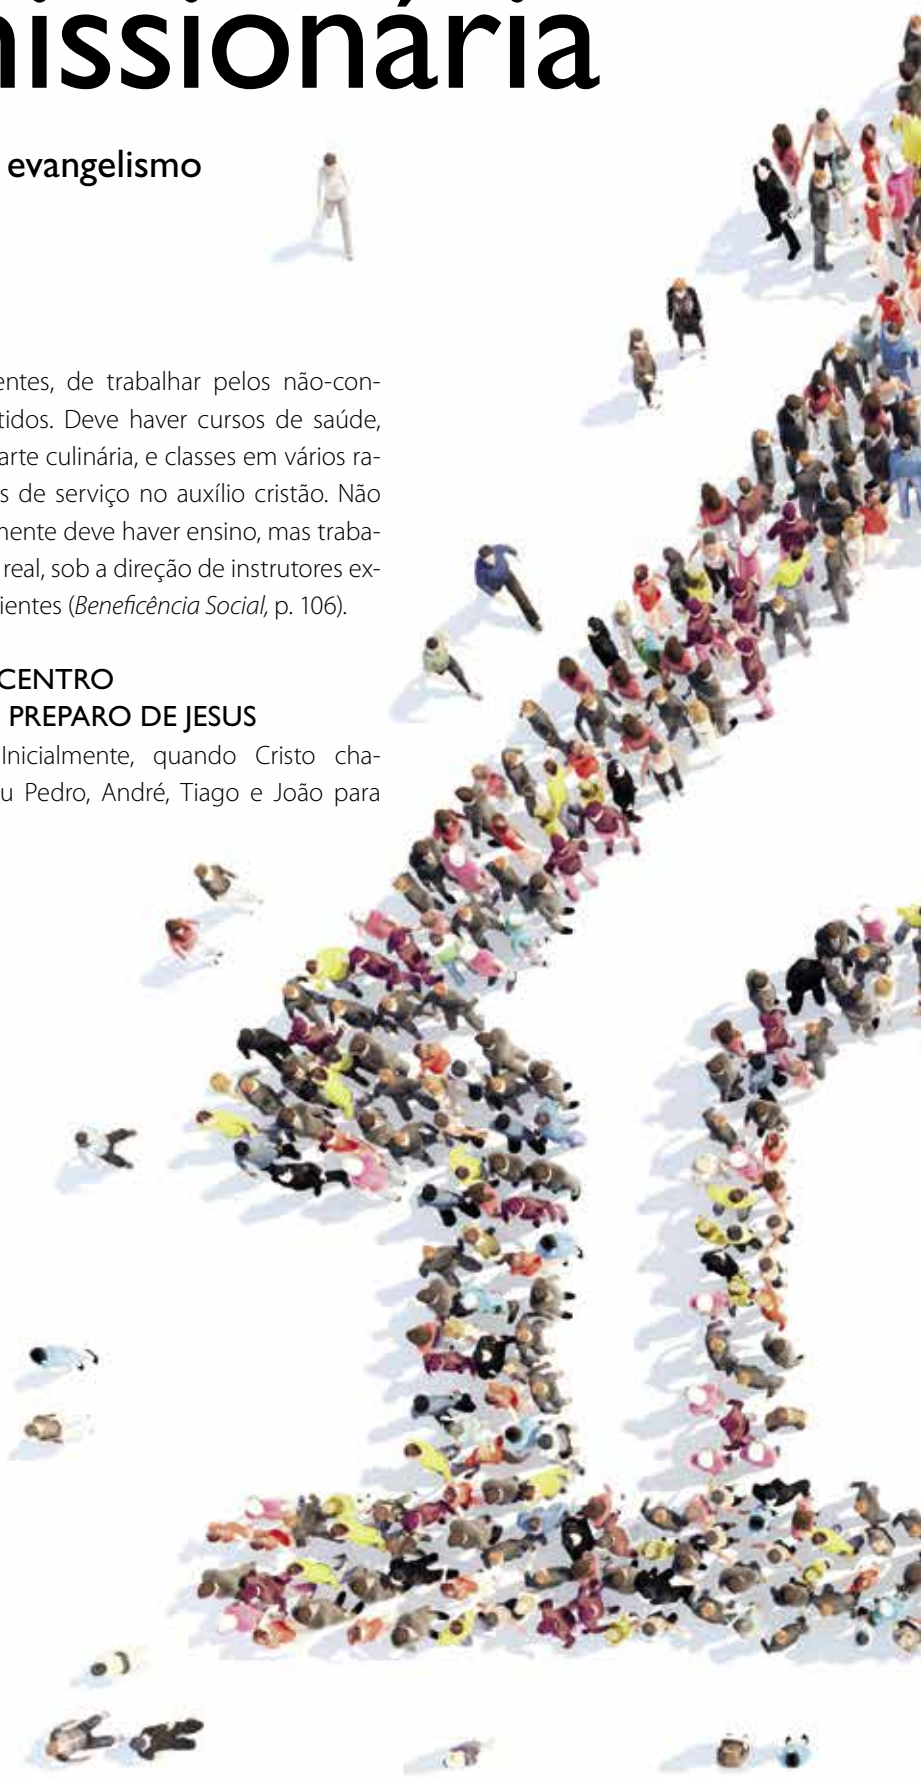 issionária
evangelismo
entes, de trabalhar pelos não-con-
tidos. Deve haver cursos de saúde,
arte culinária, e classes em vários ra-
s de serviço no auxílio cristão. Não
mente deve haver ensino, mas traba-
real, sob a direção de instrutores ex-
ientes (Beneficência Social, p. 106).
CENTRO
PREPARO DE JESUS
Inicialmente, quando Cristo cha-
u Pedro, André, Tiago e João para